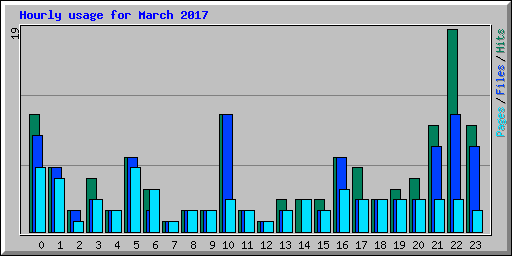 Hourly usage for March 2017
19
Pages / Files / Hits
0 1 2 3 4 5 6 7 8 9 10 11 12 13 14 15 16 17 18 19 20 21 22 23